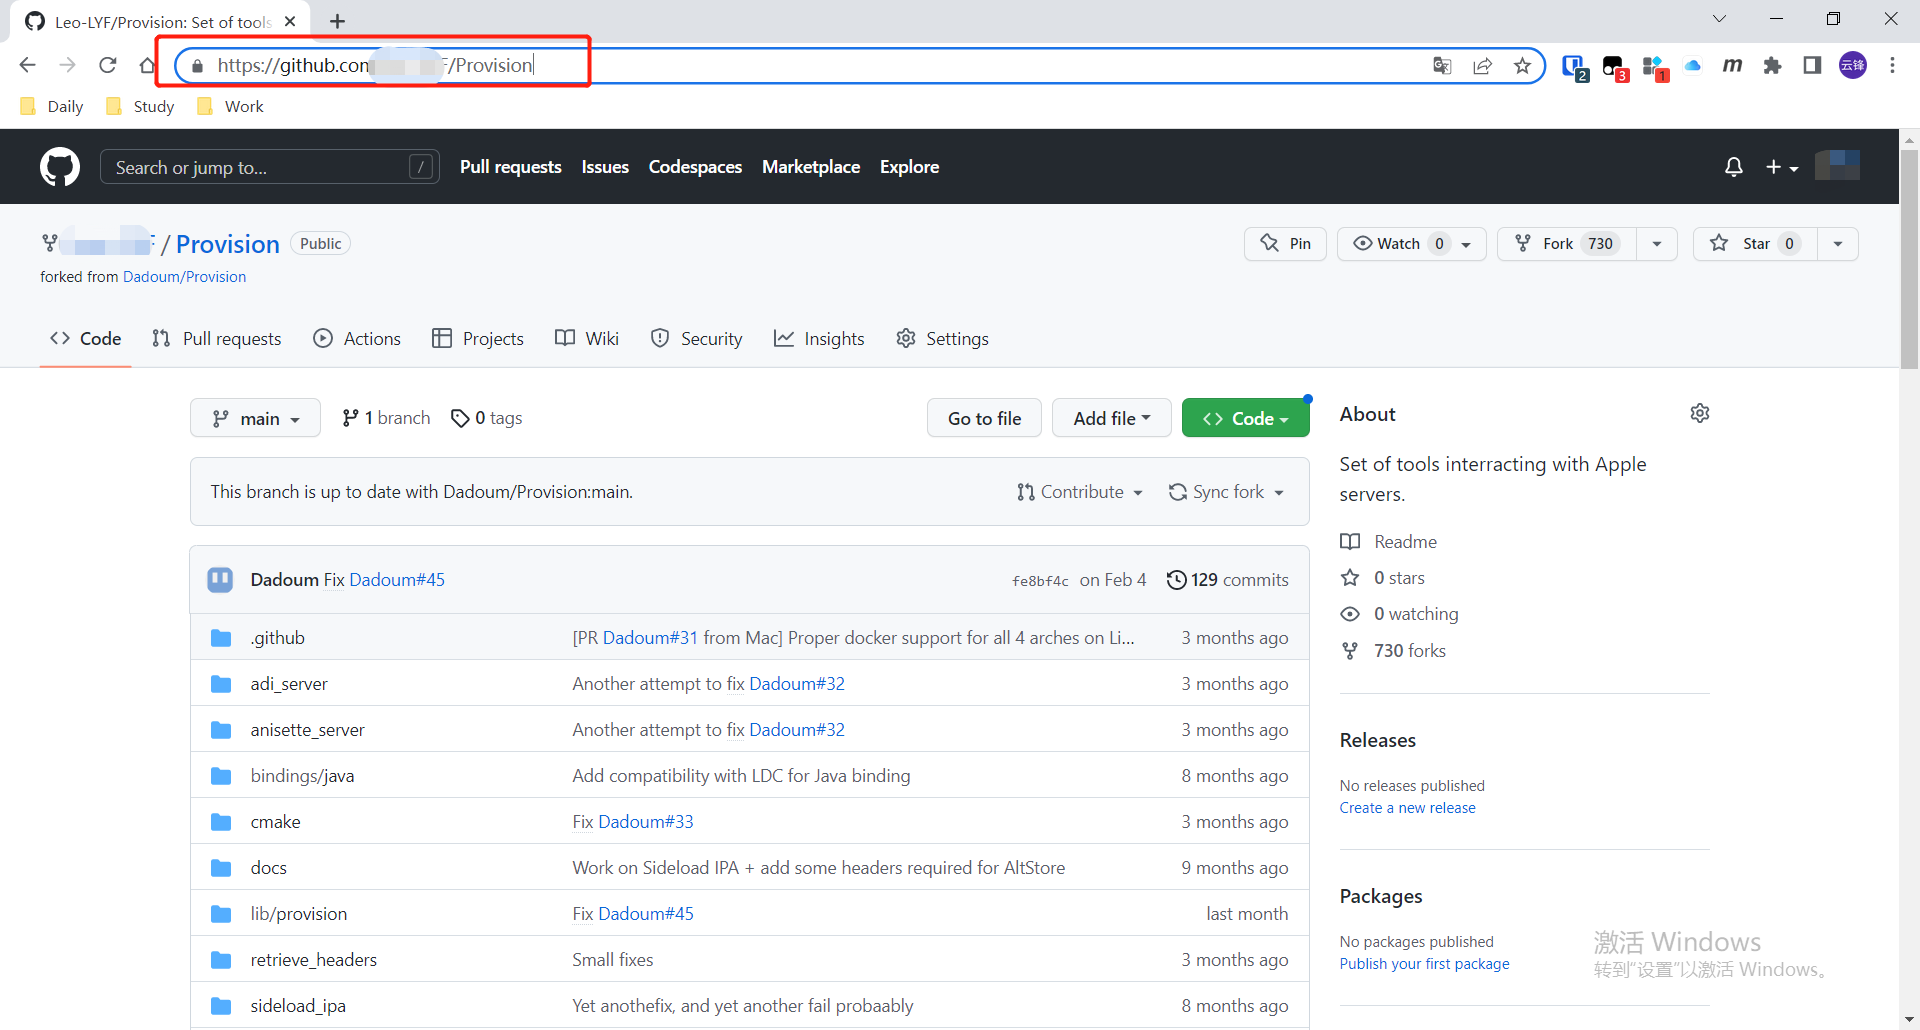 Leo-LYF/Provision: Set of tools
https://github.com F/Provision
2
3
1
m
云锋
Daily Study Work
Search or jump to... /
Pull requests Issues Codespaces Marketplace Explore
/ Provision Public
Pin Watch 0 Fork 730 Star 0
forked from Dadoum/Provision
Code Pull requests Actions Projects Wiki Security Insights Settings
main 1 branch 0 tags Go to file Add file Code
This branch is up to date with Dadoum/Provision:main. Contribute Sync fork
Dadoum Fix Dadoum#45 fe8bf4c on Feb 4 129 commits
.github [PR Dadoum#31 from Mac] Proper docker support for all 4 arches on Li... 3 months ago
adi_server Another attempt to fix Dadoum#32 3 months ago
anisette_server Another attempt to fix Dadoum#32 3 months ago
bindings/java Add compatibility with LDC for Java binding 8 months ago
cmake Fix Dadoum#33 3 months ago
docs Work on Sideload IPA + add some headers required for AltStore 9 months ago
lib/provision Fix Dadoum#45 last month
retrieve_headers Small fixes 3 months ago
sideload_ipa Yet anothefix, and yet another fail probaably 8 months ago
About
Set of tools interracting with Apple
servers.
Readme
0 stars
0 watching
730 forks
Releases
No releases published
Create a new release
Packages
No packages published
Publish your first package
激活 Windows
转到“设置”以激活 Windows。